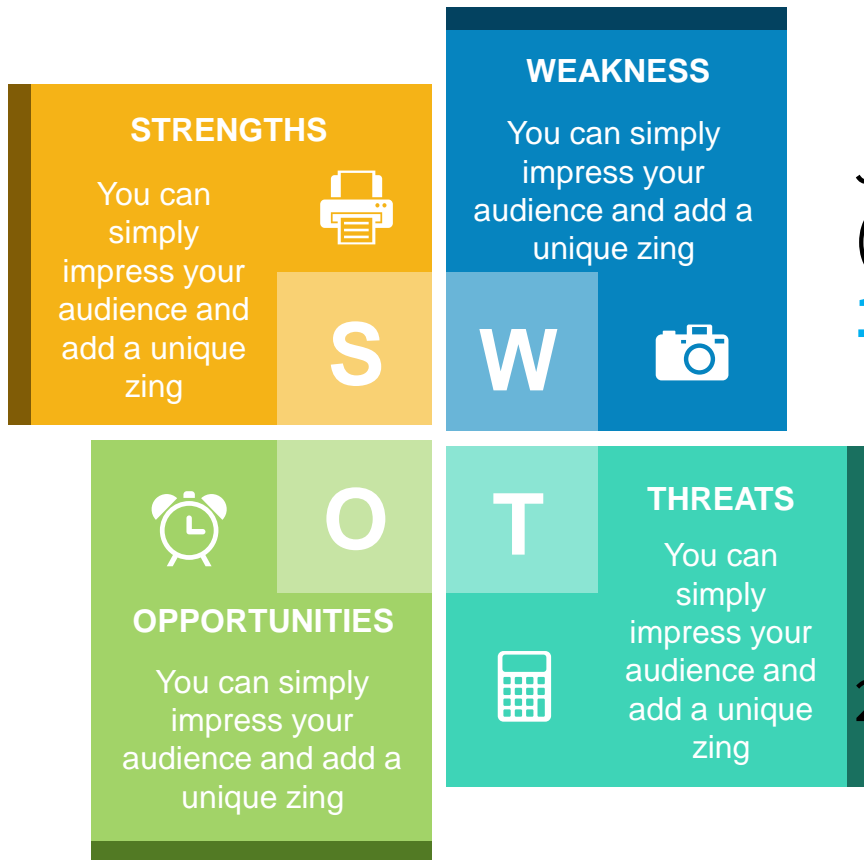 STRENGTHS
You can
simply
impress your
audience and
add a unique
zing
S
WEAKNESS
You can simply
impress your
audience and add a
unique zing
W
O
OPPORTUNITIES
You can simply
impress your
audience and add a
unique zing
T
THREATS
You can
simply
impress your
audience and
add a unique
zing